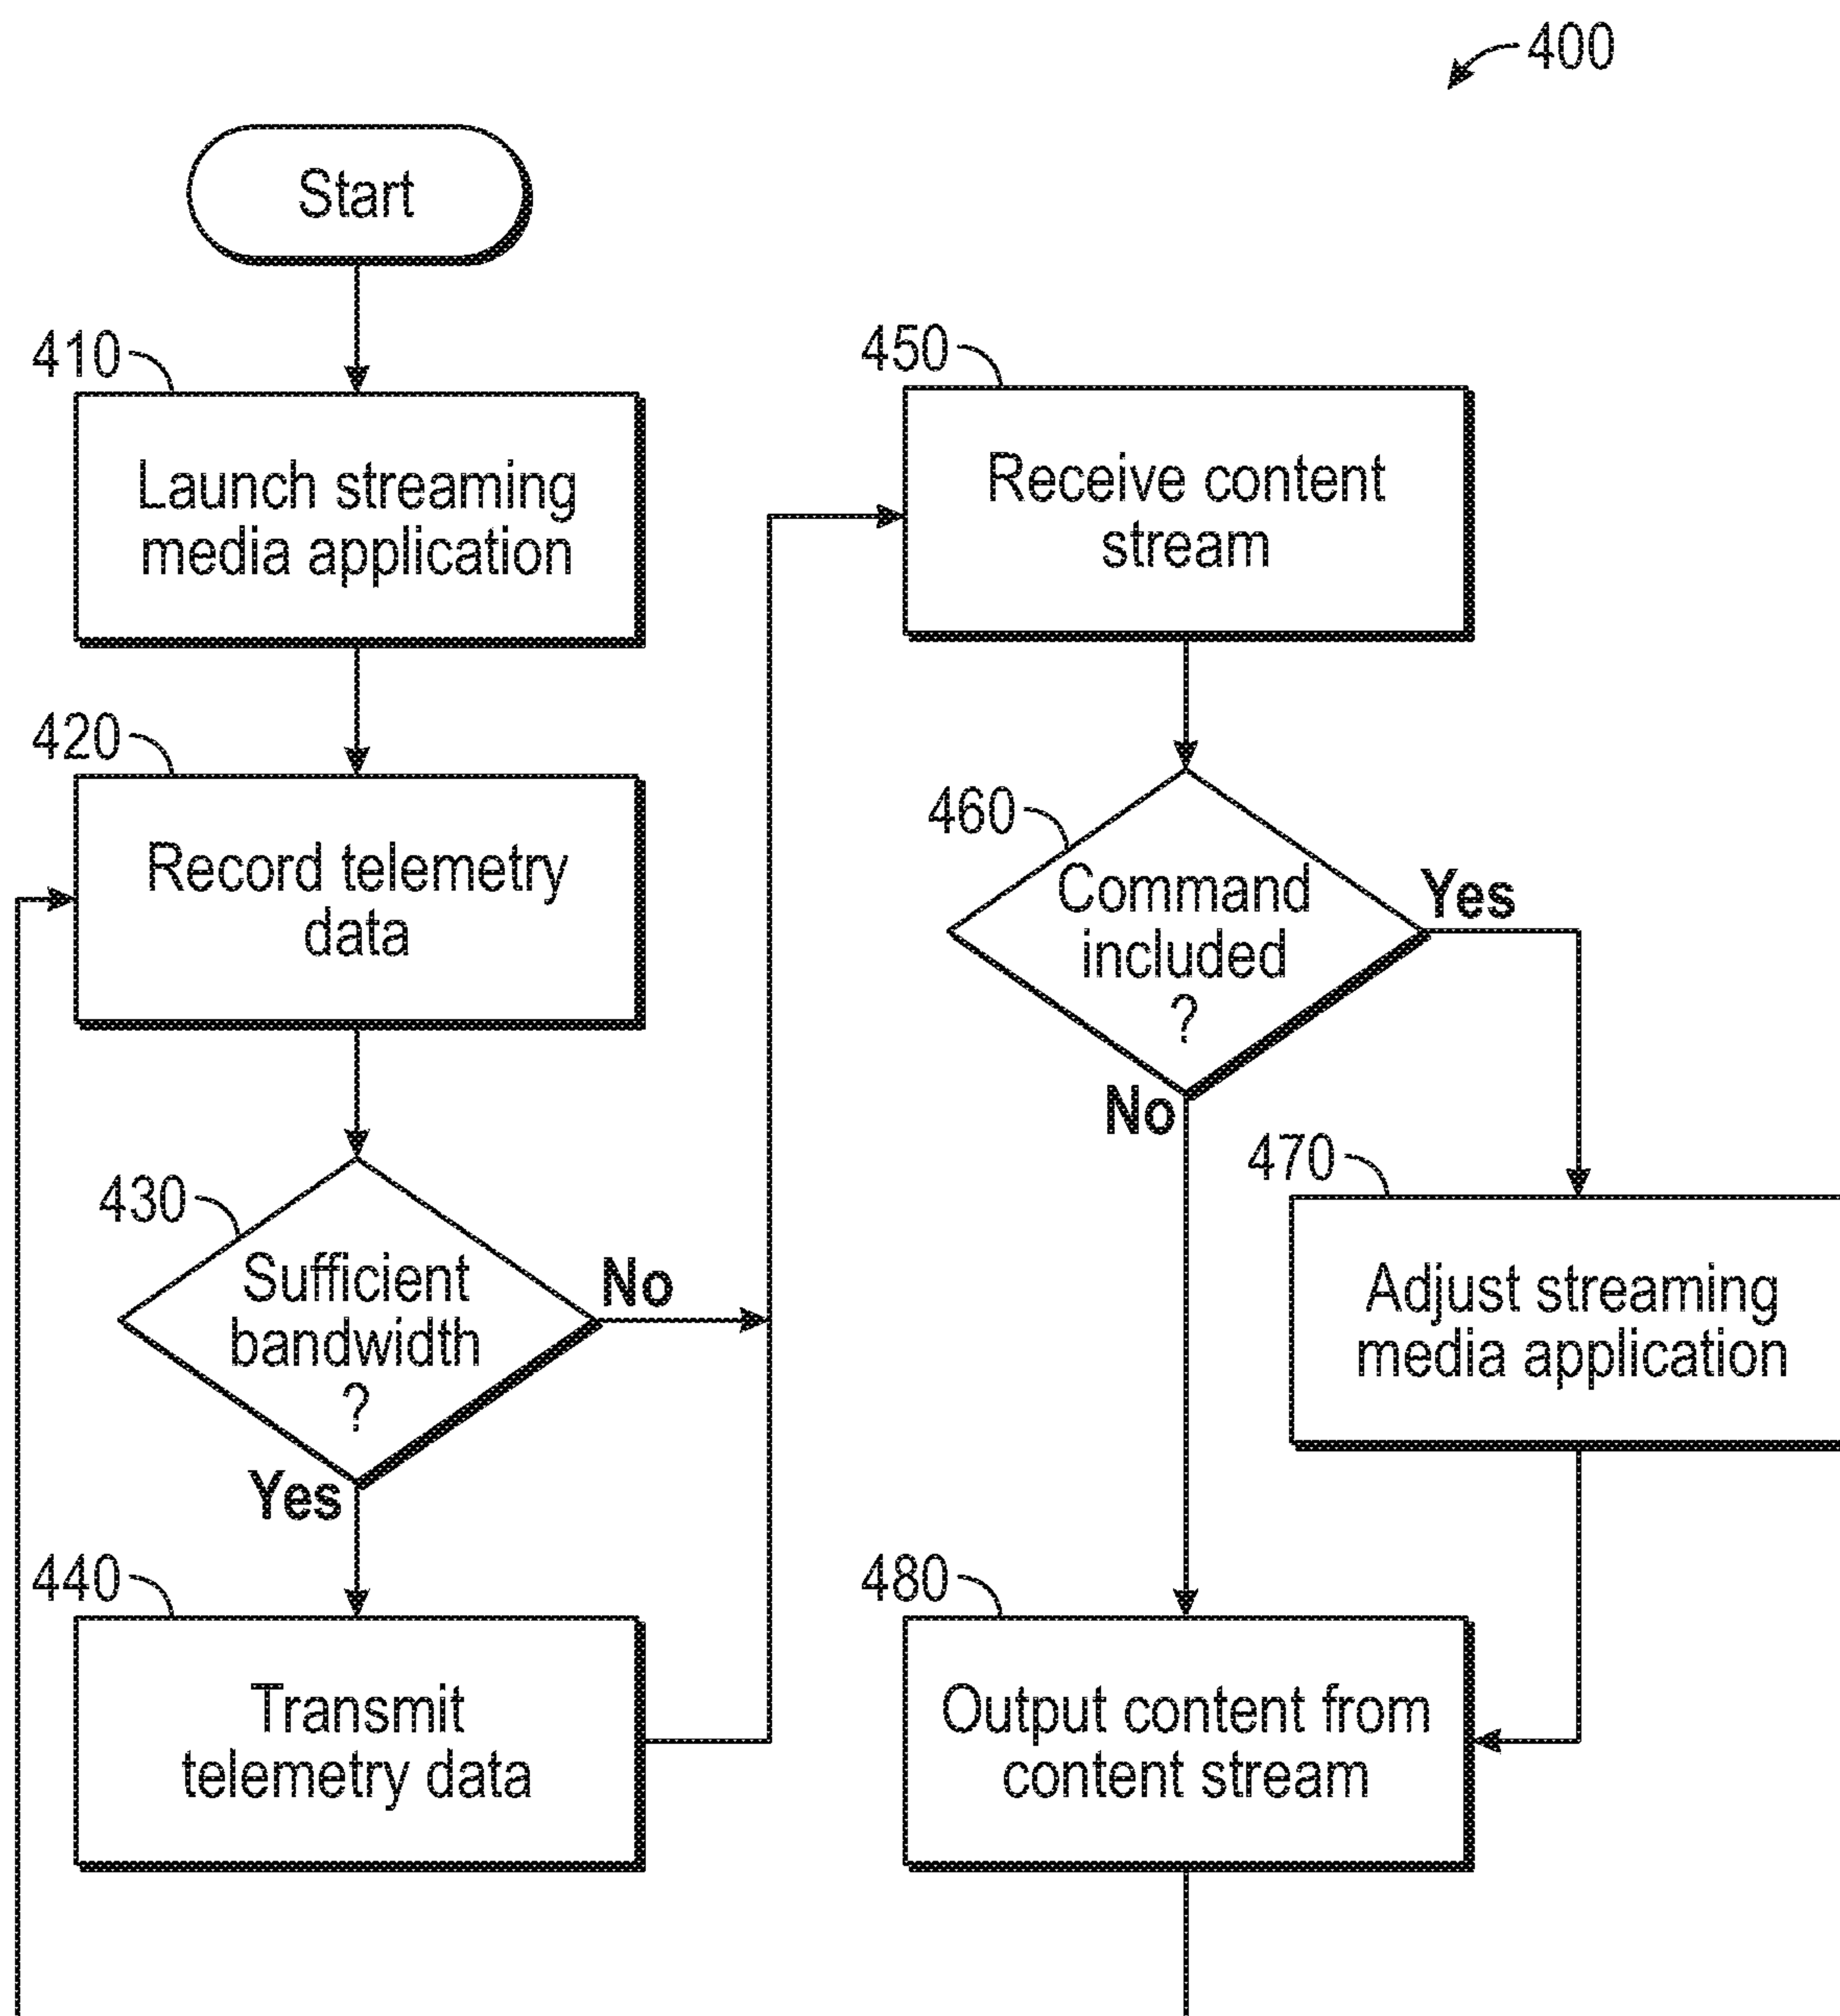 400
Start
410
Launch streaming
media application
420
Record telemetry
data
430
Sufficient
bandwidth
?
No
Yes
440
Transmit
telemetry data
450
Receive content
stream
460
Command
included
?
Yes
No
470
Adjust streaming
media application
480
Output content from
content stream